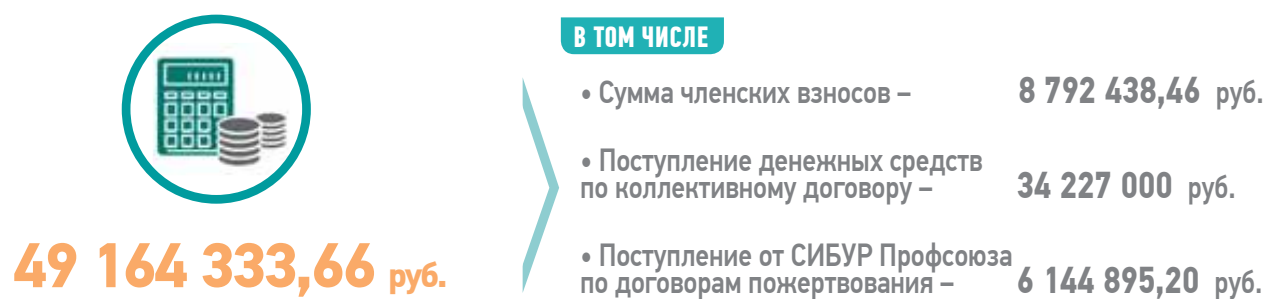 49 164 333,66 руб.
В ТОМ ЧИСЛЕ
• Сумма членских взносов – 8 792 438,46 руб.
• Поступление денежных средств
по коллективному договору – 34 227 000 руб.
• Поступление от СИБУР Профсоюза
по договорам пожертвования – 6 144 895,20 руб.